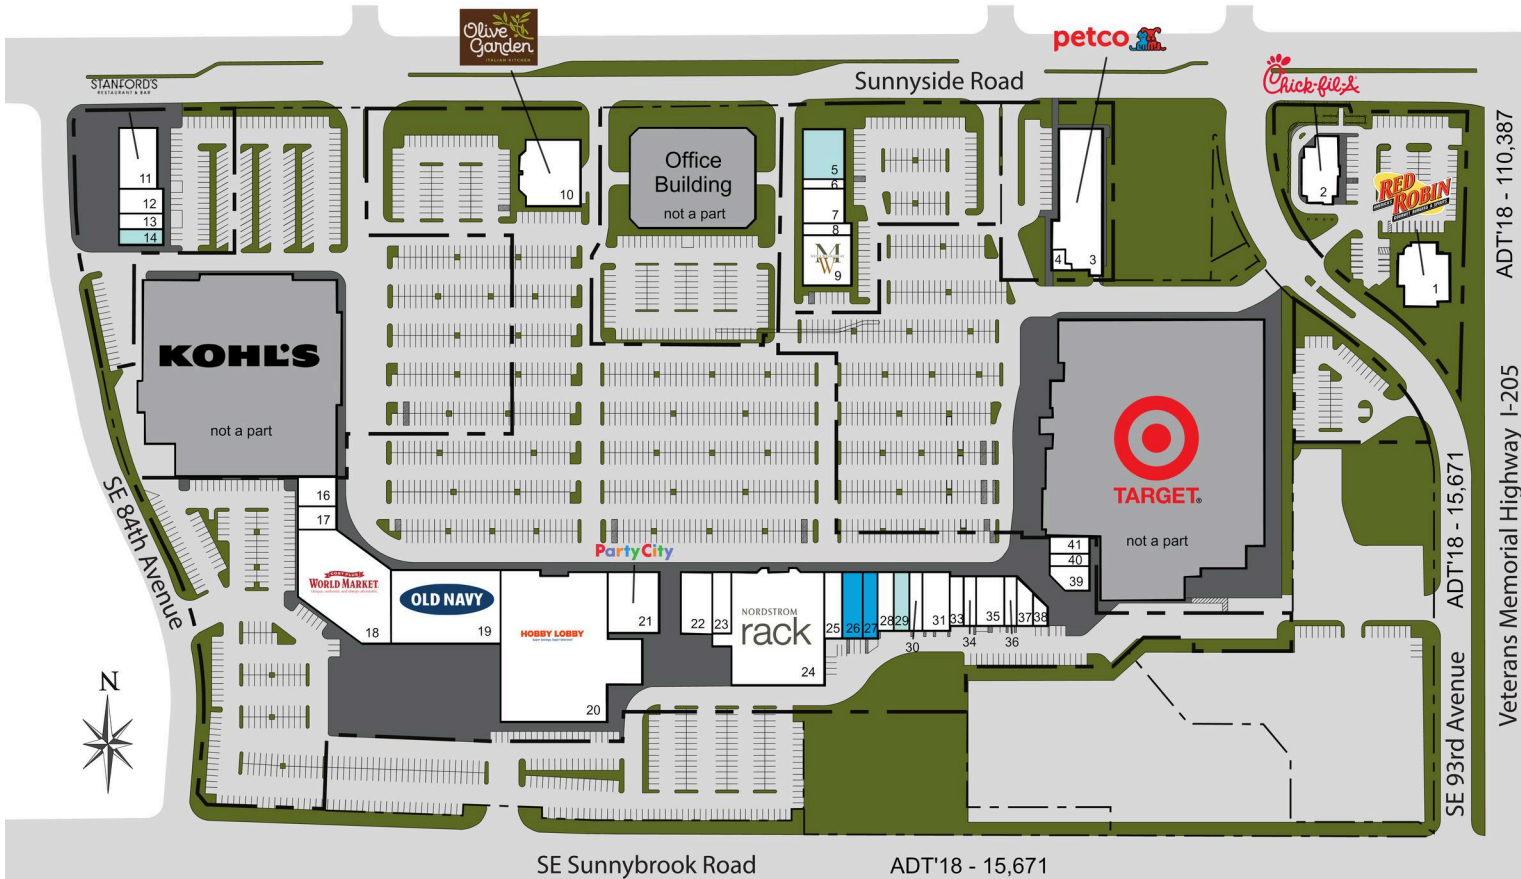 Olive
Garden
ITALIAN KITCHEN
petco
STANFORD'S
RESTAURANT & BAR
Sunnyside Road
Chick-fil-A
ADT'18 - 110,387
11
12
13
14
10
Office
Building
not a part
5
6
7
8
MW
9
4
3
2
RED
ROBIN
1
KOHL'S
not a part
TARGET
not a part
Veterans Memorial Highway I-205
ADT'18 - 15,671
SE 84th Avenue
16
17
Party City
41
40
39
WORLD MARKET
18
OLD NAVY
19
HOBBY LOBBY
20
21
22
23
NORDSTROM
rack
24
25
26
27
28
29
30
31
33
34
35
36
37
38
N
SE 93rd Avenue
SE Sunnybrook Road
ADT'18 - 15,671